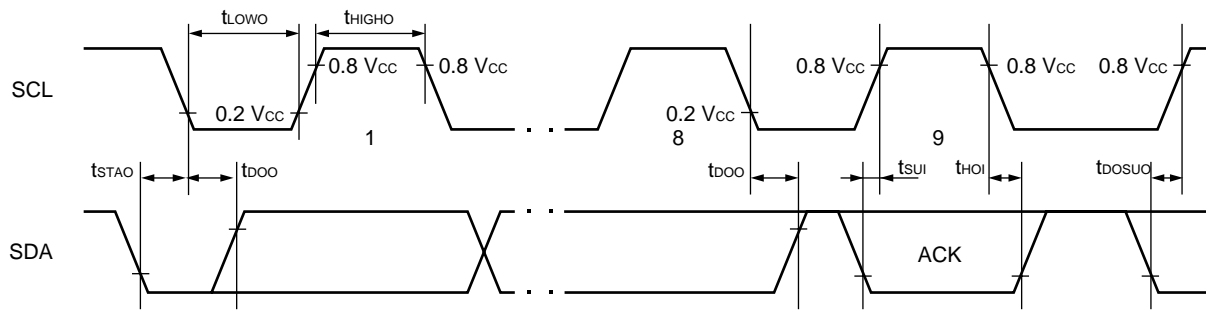 tLOWO tHIGHO
SCL 0.8 VCC 0.8 VCC 0.8 VCC 0.8 VCC 0.8 VCC
0.2 VCC 0.2 VCC
1 8 9
tSTAO tDOO tDOO tSUI tHOI tDOSUO
SDA ACK